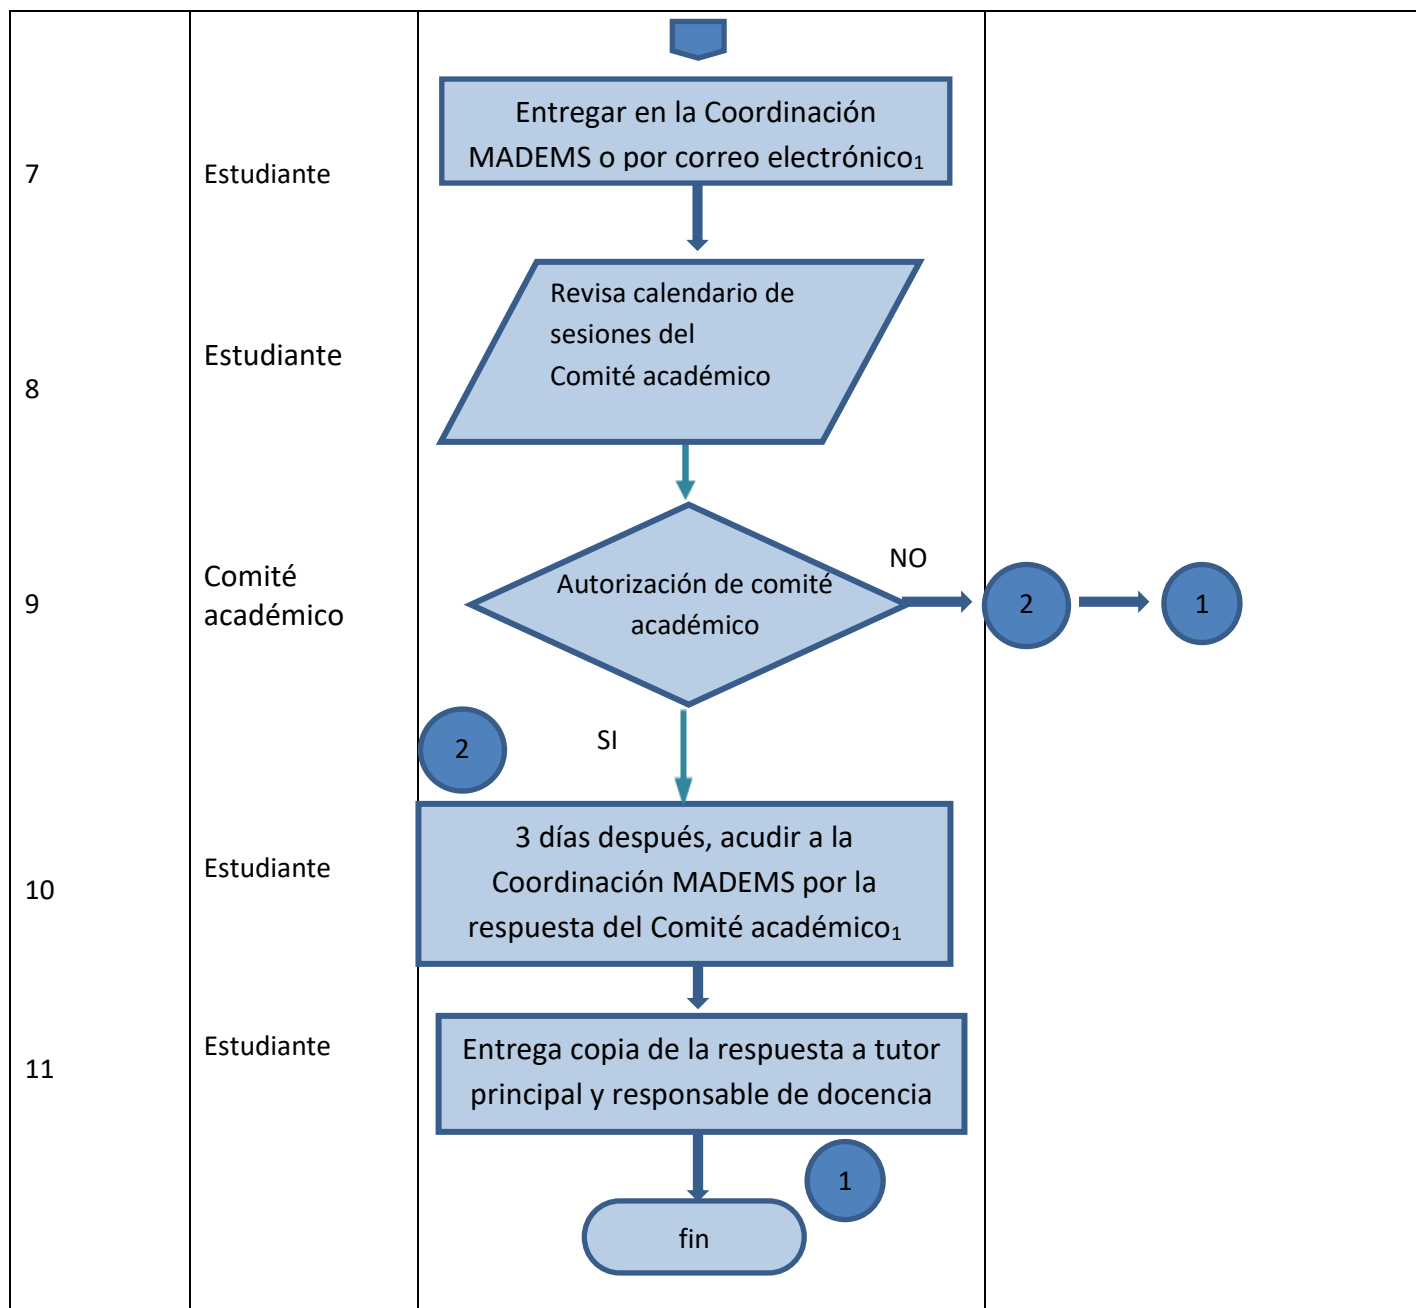 Entregar en la Coordinación
MADEMS o por correo electrónico₁
7
Estudiante
Revisa calendario de
sesiones del
Comité académico
Estudiante
8
NO
Comité
académico
9
Autorización de comité
académico
2
1
2
SI
3 días después, acudir a la
Coordinación MADEMS por la
respuesta del Comité académico₁
Estudiante
10
Estudiante
11
Entrega copia de la respuesta a tutor
principal y responsable de docencia
1
fin